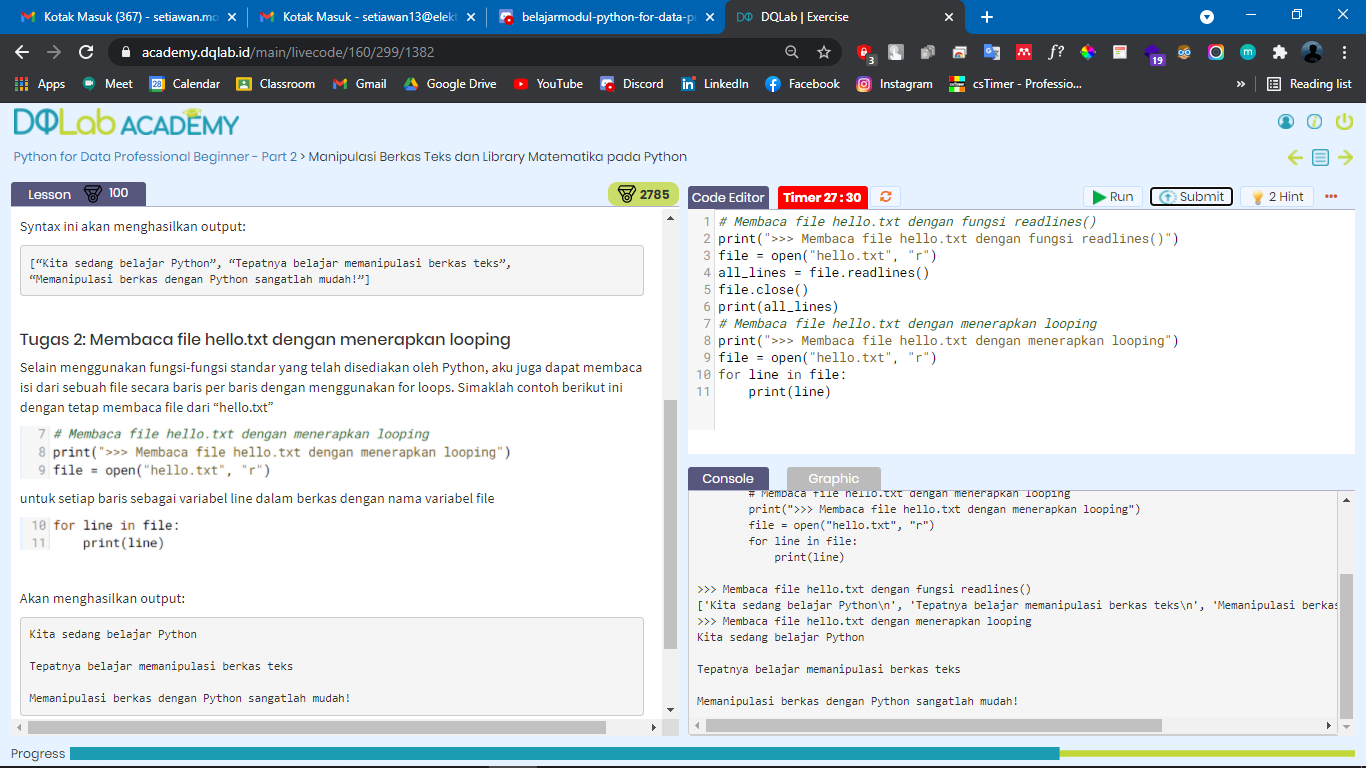 Kotak Masuk (367) - setiawan.mo
Kotak Masuk - setiawan13@elekt
belajarmodul-python-for-data-pr
DQLab | Exercise
academy.dqlab.id/main/livecode/160/299/1382
3
f?
19
Apps
Meet
28
Calendar
Classroom
Gmail
Google Drive
YouTube
Discord
LinkedIn
Facebook
Instagram
csTimer - Professio...
»
Reading list
DQLab ACADEMY
Python for Data Professional Beginner - Part 2 > Manipulasi Berkas Teks dan Library Matematika pada Python
Lesson 100
2785
Syntax ini akan menghasilkan output:
[“Kita sedang belajar Python”, “Tepatnya belajar memanipulasi berkas teks”,
“Memanipulasi berkas dengan Python sangatlah mudah!”]
Tugas 2: Membaca file hello.txt dengan menerapkan looping
Selain menggunakan fungsi-fungsi standar yang telah disediakan oleh Python, aku juga dapat membaca
isi dari sebuah file secara baris per baris dengan menggunakan for loops. Simaklah contoh berikut ini
dengan tetap membaca file dari “hello.txt”
7 # Membaca file hello.txt dengan menerapkan looping
8 print(">>> Membaca file hello.txt dengan menerapkan looping")
9 file = open("hello.txt", "r")
untuk setiap baris sebagai variabel line dalam berkas dengan nama variabel file
10 for line in file:
11     print(line)
Akan menghasilkan output:
Kita sedang belajar Python
Tepatnya belajar memanipulasi berkas teks
Memanipulasi berkas dengan Python sangatlah mudah!
Code Editor
Timer 27 : 30
Run
Submit
2 Hint
1 # Membaca file hello.txt dengan fungsi readlines()
2 print(">>> Membaca file hello.txt dengan fungsi readlines()")
3 file = open("hello.txt", "r")
4 all_lines = file.readlines()
5 file.close()
6 print(all_lines)
7 # Membaca file hello.txt dengan menerapkan looping
8 print(">>> Membaca file hello.txt dengan menerapkan looping")
9 file = open("hello.txt", "r")
10 for line in file:
11     print(line)
Console
Graphic
# Membaca file hello.txt dengan menerapkan looping
print(">>> Membaca file hello.txt dengan menerapkan looping")
file = open("hello.txt", "r")
for line in file:
    print(line)
>>> Membaca file hello.txt dengan fungsi readlines()
['Kita sedang belajar Python\n', 'Tepatnya belajar memanipulasi berkas teks\n', 'Memanipulasi berkas
>>> Membaca file hello.txt dengan menerapkan looping
Kita sedang belajar Python
Tepatnya belajar memanipulasi berkas teks
Memanipulasi berkas dengan Python sangatlah mudah!
Progress